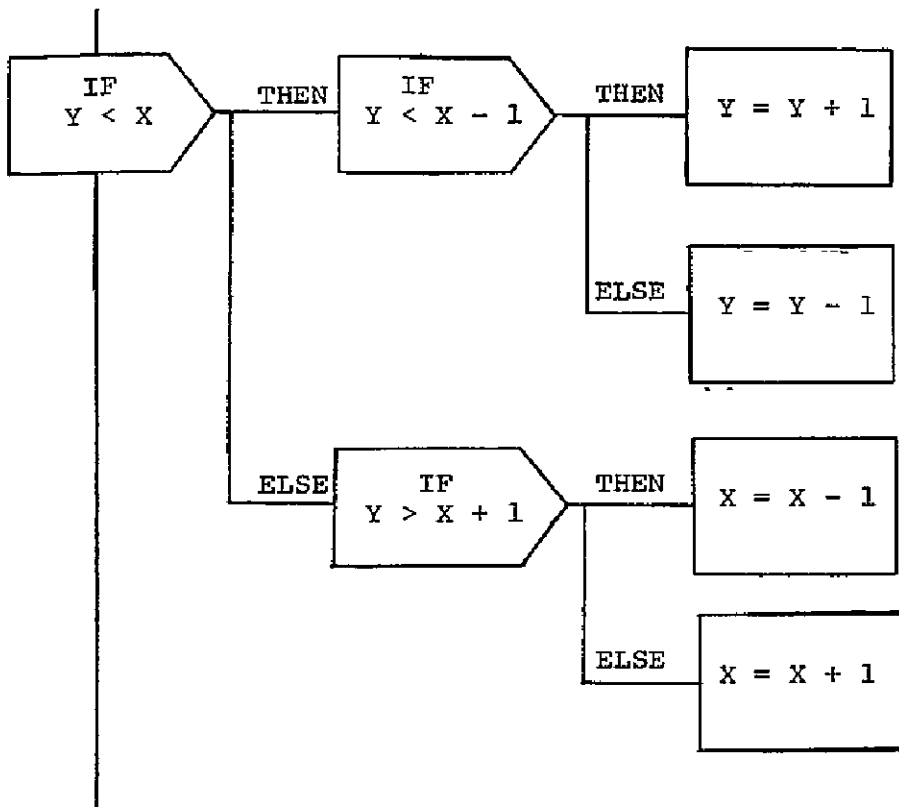 IF
Y < X
THEN
IF
Y < X - 1
THEN
Y = Y + 1
ELSE
Y = Y - 1
ELSE
IF
Y > X + 1
THEN
X = X - 1
ELSE
X = X + 1